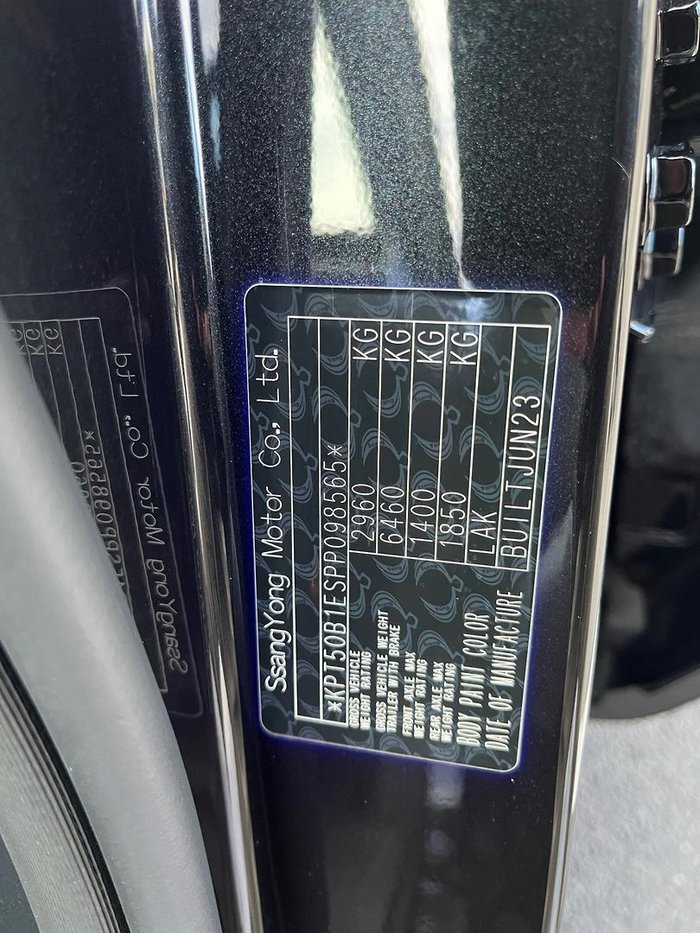 SsangYong Motor Co., Ltd.
*KPT50B1ESPP098565*
GROSS VEHICLE WEIGHT RATING 2960 KG
GROSS VEHICLE WEIGHT TRAILER WITH BRAKE 6460 KG
FRONT AXLE MAX WEIGHT RATING 1400 KG
REAR AXLE MAX WEIGHT RATING 1850 KG
BODY PAINT COLOR LAK
DATE OF MANUFACTURE BUILT JUN 23